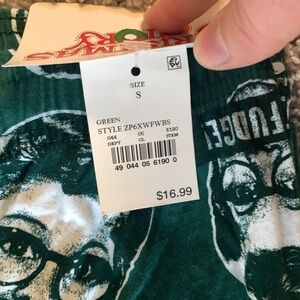 SIZE
S
GREEN
STYLE ZP6XWFWBS
044 05 6190
DEPT CL ITEM
49 044 05 6190 0
$16.99
FUDGE